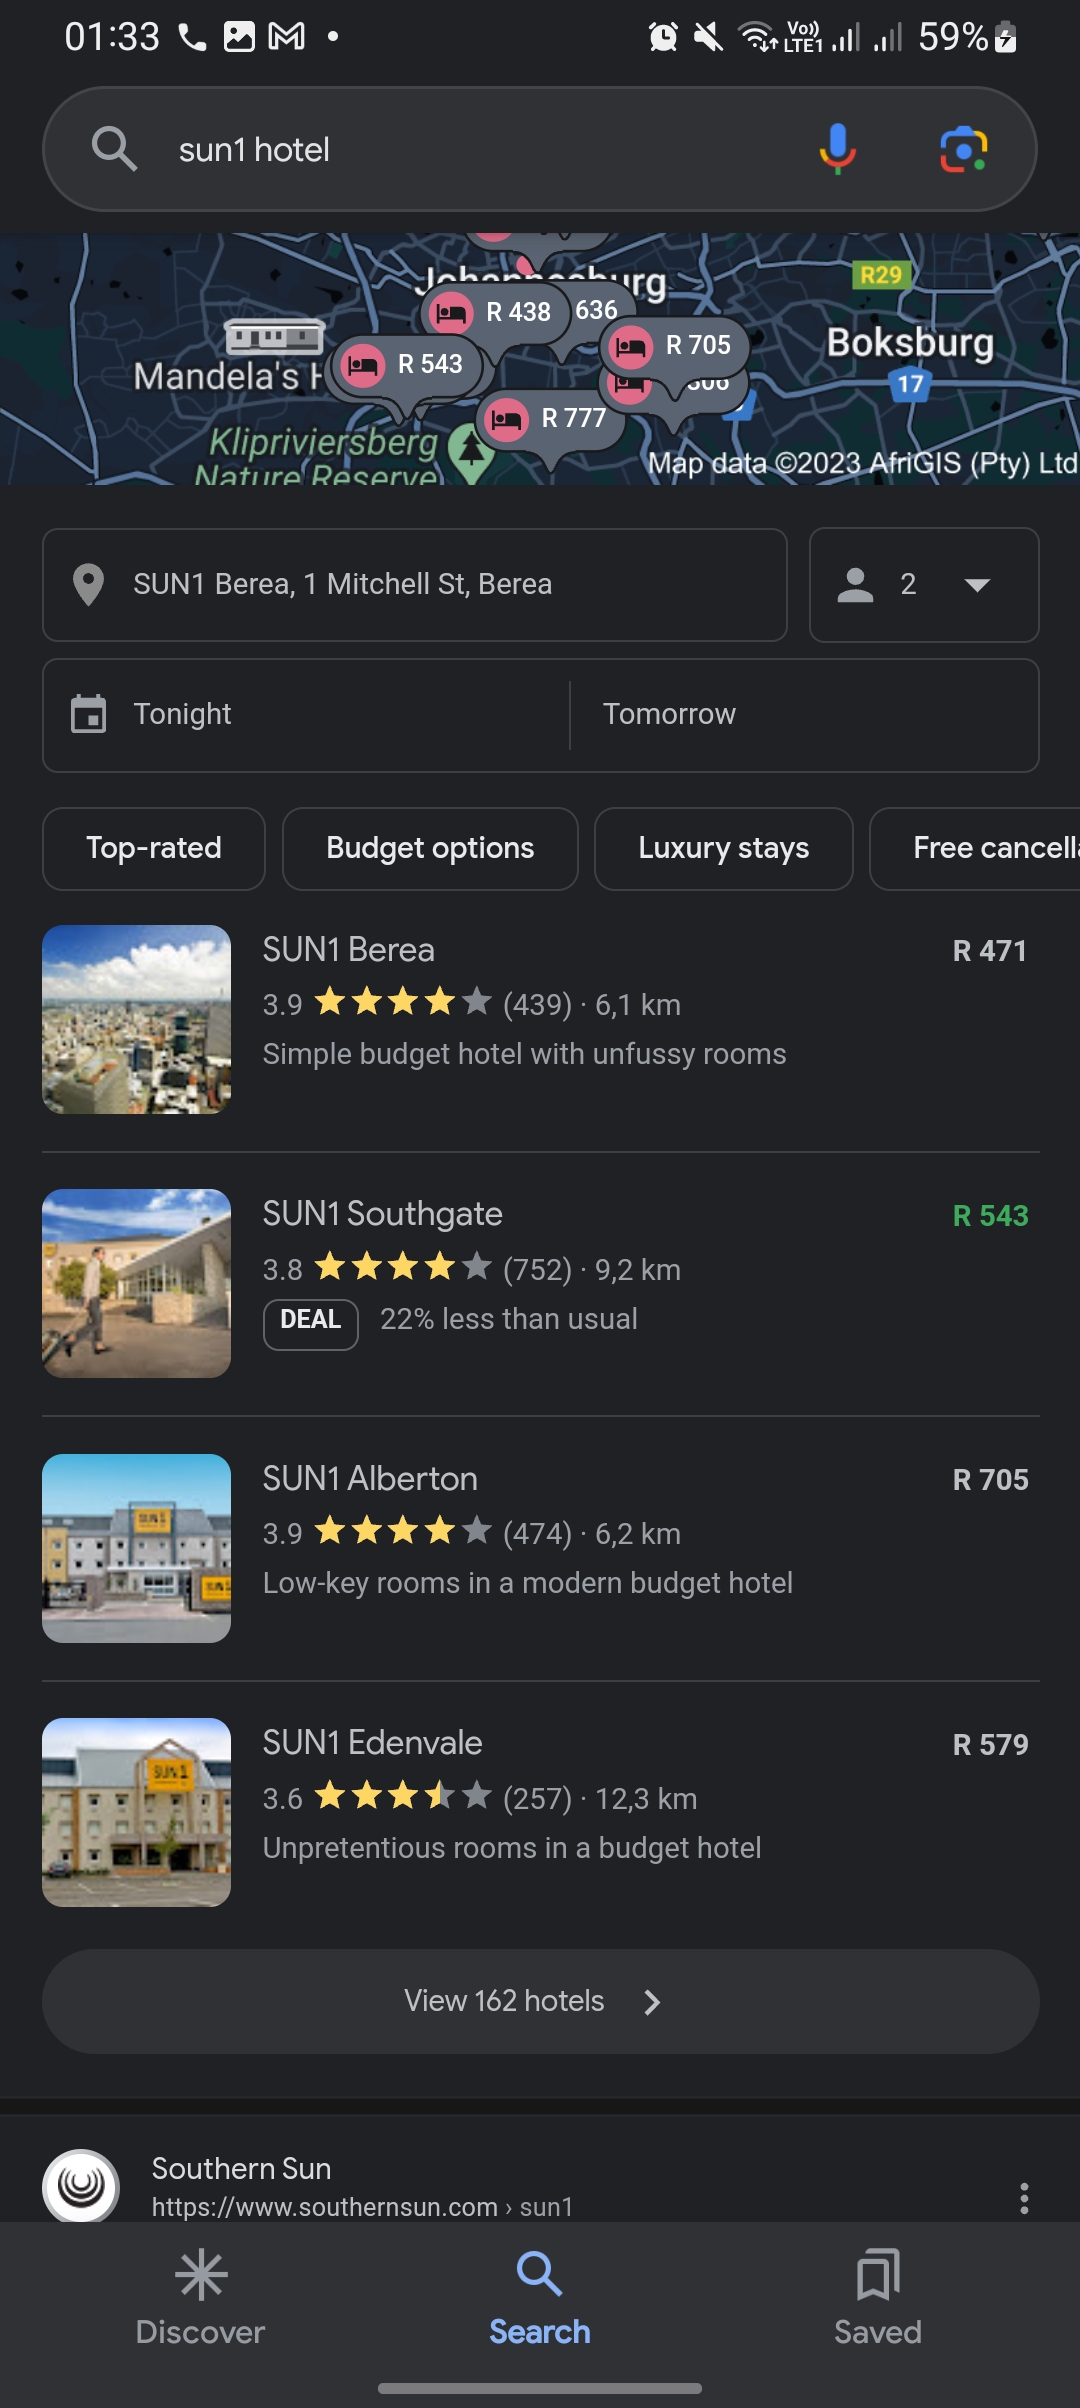 01:33
Vo))
LTE1
59%
sun1 hotel
Johannesburg
R29
R 438
636
R 705
Boksburg
R 543
Mandela's H
17
R 777
Klipriviersberg
Nature Reserve
Map data ©2023 AfriGIS (Pty) Ltd
SUN1 Berea, 1 Mitchell St, Berea
2
Tonight
Tomorrow
Top-rated
Budget options
Luxury stays
Free cancella
SUN1 Berea
R 471
3.9 (439) · 6,1 km
Simple budget hotel with unfussy rooms
SUN1 Southgate
R 543
3.8 (752) · 9,2 km
DEAL 22% less than usual
SUN1 Alberton
R 705
3.9 (474) · 6,2 km
Low-key rooms in a modern budget hotel
SUN1
SUN1
SUN1 Edenvale
R 579
3.6 (257) · 12,3 km
Unpretentious rooms in a budget hotel
SUN1
View 162 hotels
Southern Sun
https://www.southernsun.com › sun1
Discover
Search
Saved